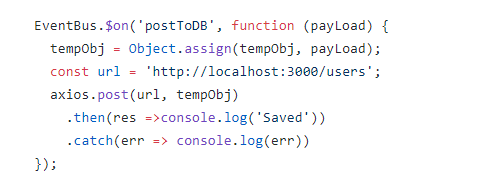 EventBus.$on('postToDB', function (payLoad) {
  tempObj = Object.assign(tempObj, payLoad);
  const url = 'http://localhost:3000/users';
  axios.post(url, tempObj)
    .then(res =>console.log('Saved'))
    .catch(err => console.log(err))
});